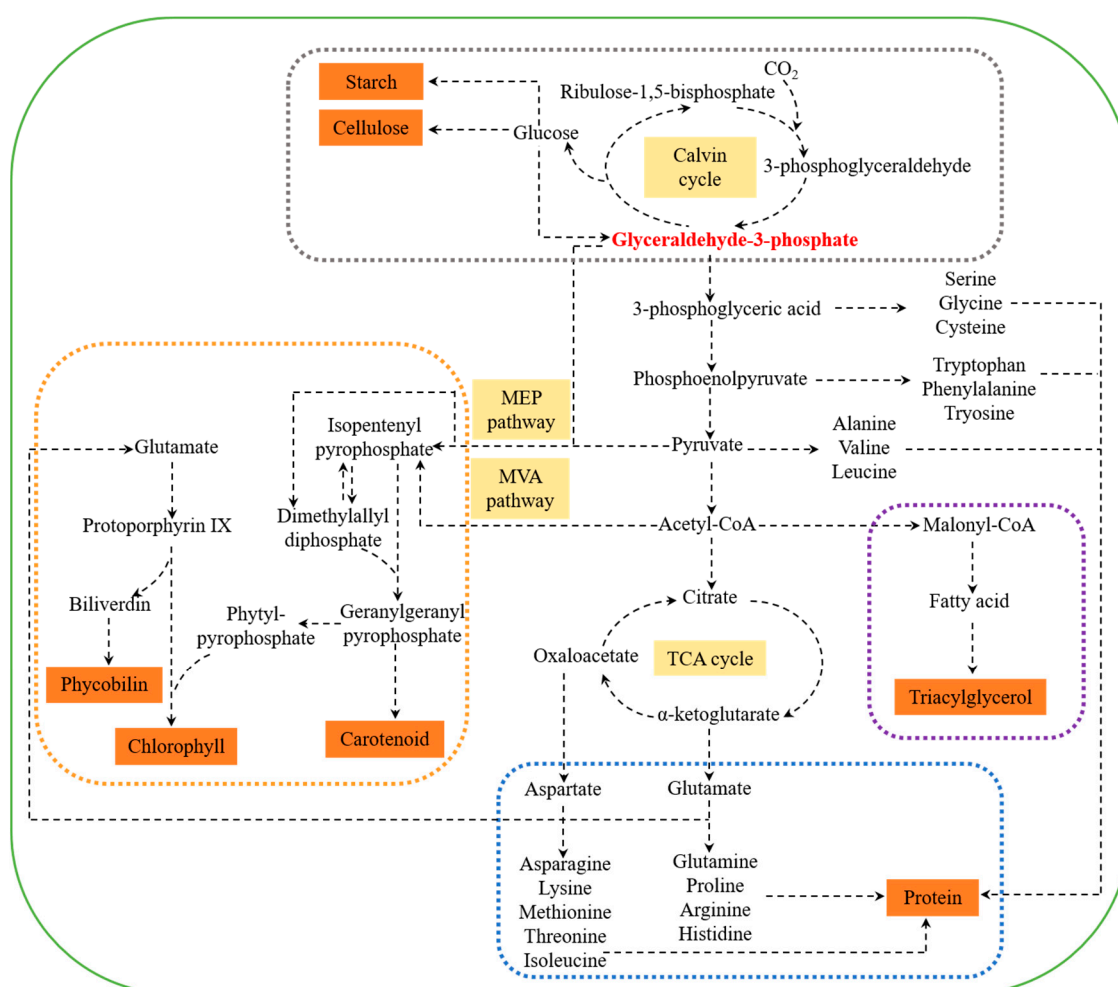 Starch
CO2
Ribulose-1,5-bisphosphate
Cellulose
Glucose
Calvin
cycle
3-phosphoglyceraldehyde
Glyceraldehyde-3-phosphate
3-phosphoglyceric acid
Serine
Glycine
Cysteine
Phosphoenolpyruvate
Tryptophan
Phenylalanine
Tryosine
MEP
pathway
Pyruvate
Alanine
Valine
Leucine
MVA
pathway
Glutamate
Isopentenyl
pyrophosphate
Protoporphyrin IX
Dimethylallyl
diphosphate
Biliverdin
Phytyl-
pyrophosphate
Geranylgeranyl
pyrophosphate
Phycobilin
Chlorophyll
Carotenoid
Acetyl-CoA
Malonyl-CoA
Fatty acid
Triacylglycerol
Citrate
Oxaloacetate
TCA cycle
α-ketoglutarate
Aspartate
Glutamate
Asparagine
Lysine
Methionine
Threonine
Isoleucine
Glutamine
Proline
Arginine
Histidine
Protein